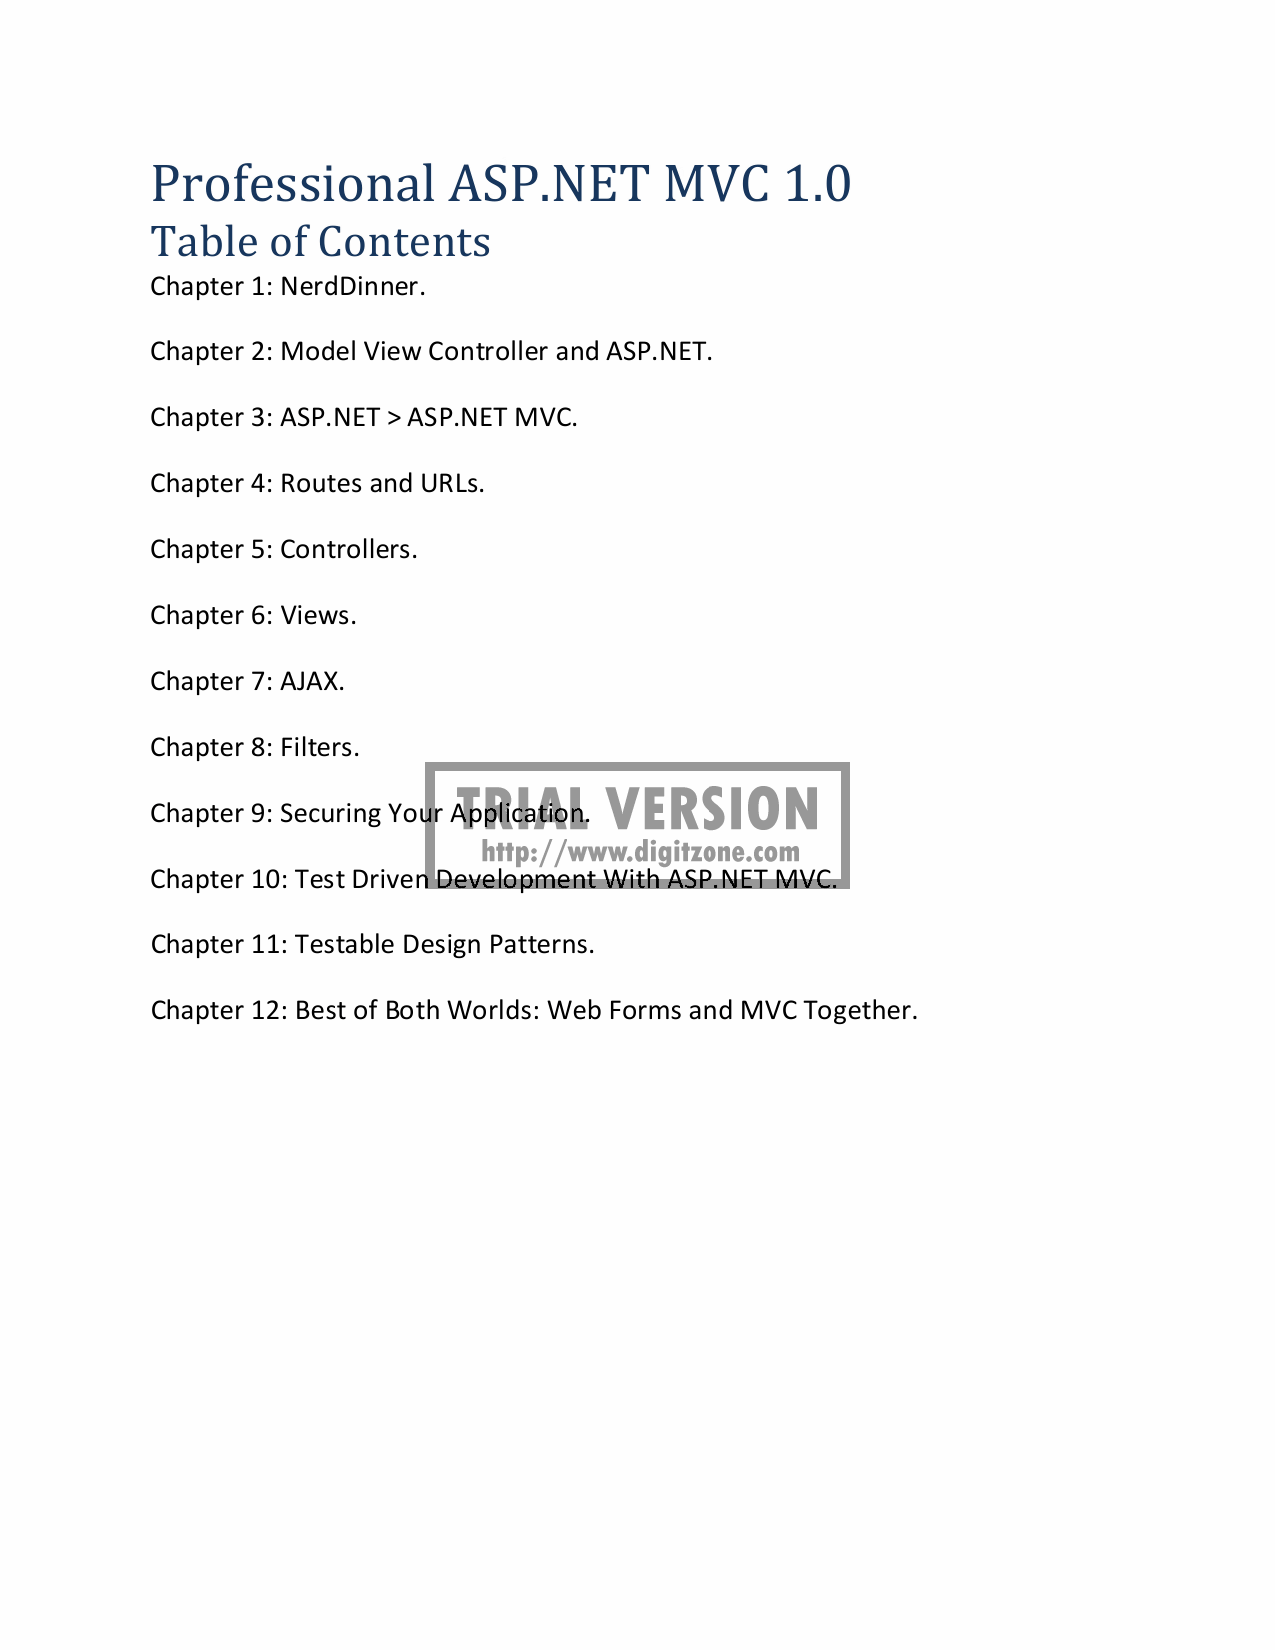 Professional ASP.NET MVC 1.0
Table of Contents
Chapter 1: NerdDinner.
Chapter 2: Model View Controller and ASP.NET.
Chapter 3: ASP.NET > ASP.NET MVC.
Chapter 4: Routes and URLs.
Chapter 5: Controllers.
Chapter 6: Views.
Chapter 7: AJAX.
Chapter 8: Filters.
TRIAL VERSION
Chapter 9: Securing Your Application.
http://www.digitzone.com
Chapter 10: Test Driven Development With ASP.NET MVC.
Chapter 11: Testable Design Patterns.
Chapter 12: Best of Both Worlds: Web Forms and MVC Together.